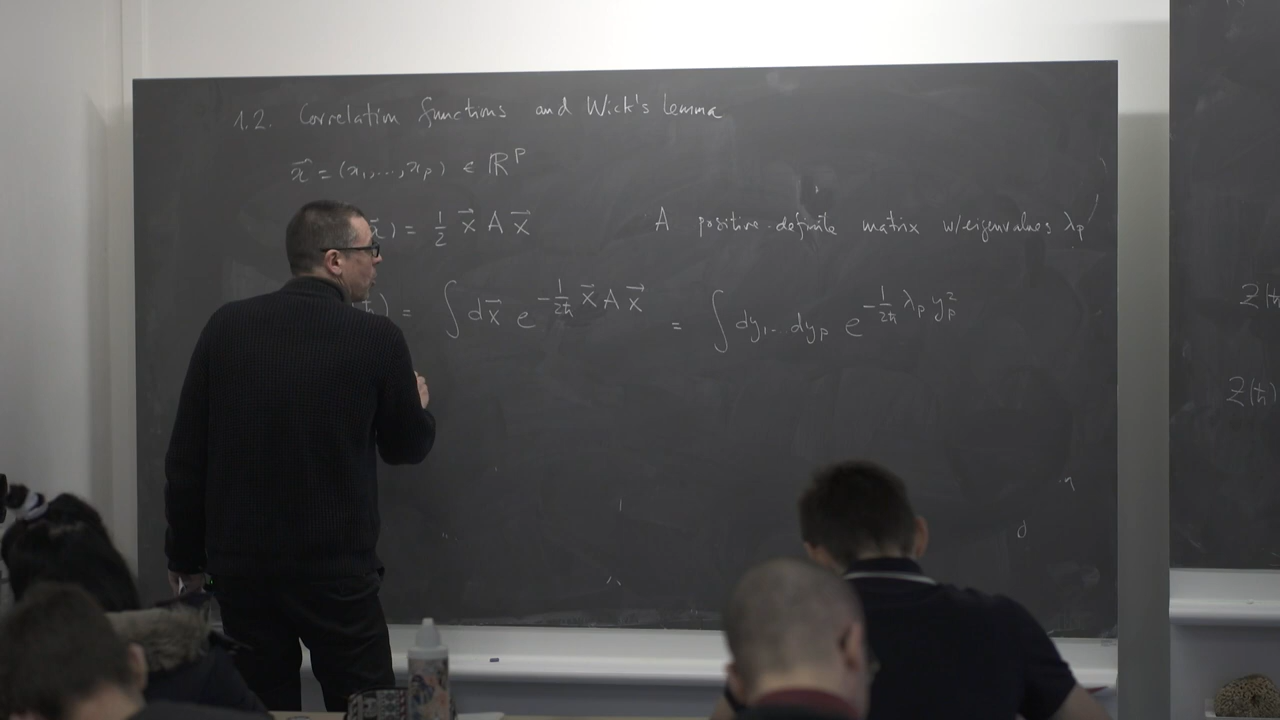 1.2. Correlation functions and Wick's lemma
x⃗ = (x₁,...,x_p) ∈ ℝ^p
) = 1/2 x⃗ A x⃗    A positive-definite matrix w/eigenvalues λ_p
ħ) = ∫ dx⃗ e^{-1/2ħ x⃗ A x⃗} = ∫ dy₁...dy_p e^{-1/2ħ λ_p y_p²}
Z(ħ
Z(ħ)